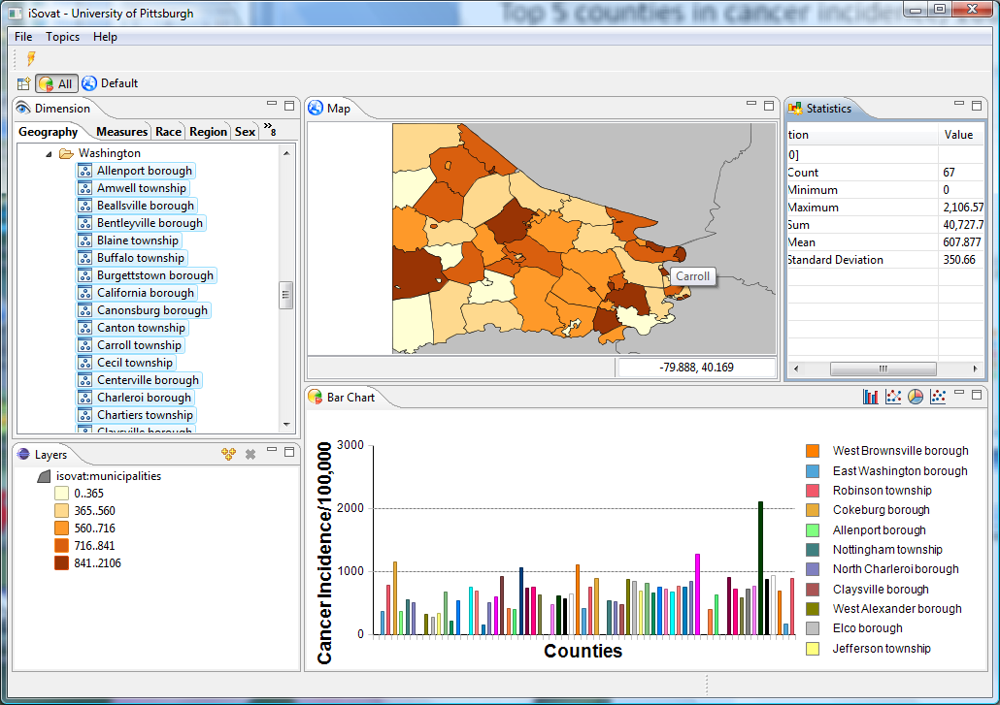 iSovat - University of Pittsburgh
Top 5 counties in cancer incidence
File Topics Help
All Default
Dimension
Geography Measures Race Region Sex »8
Washington
Allenport borough
Amwell township
Beallsville borough
Bentleyville borough
Blaine township
Buffalo township
Burgettstown borough
California borough
Canonsburg borough
Canton township
Carroll township
Cecil township
Centerville borough
Charleroi borough
Chartiers township
Claysville borough
Layers
isovat:municipalities
0..365
365..560
560..716
716..841
841..2106
Map
Carroll
-79.888, 40.169
Statistics
tion Value
0]
Count 67
Minimum 0
Maximum 2,106.57
Sum 40,727.7
Mean 607.877
Standard Deviation 350.66
Bar Chart
Cancer Incidence/100,000
3000
2000
1000
0
Counties
West Brownsville borough
East Washington borough
Robinson township
Cokeburg borough
Allenport borough
Nottingham township
North Charleroi borough
Claysville borough
West Alexander borough
Elco borough
Jefferson township